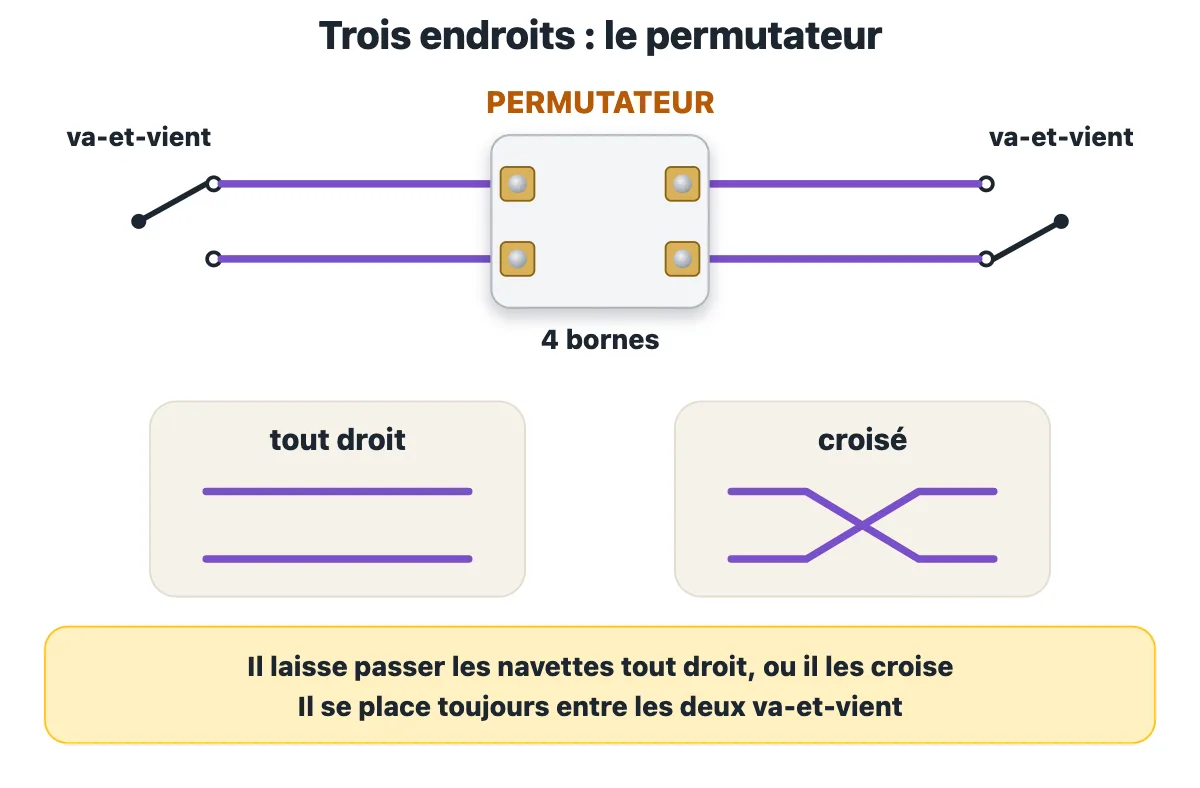 Trois endroits : le permutateur
PERMUTATEUR
va-et-vient
va-et-vient
4 bornes
tout droit
croisé
Il laisse passer les navettes tout droit, ou il les croise
Il se place toujours entre les deux va-et-vient